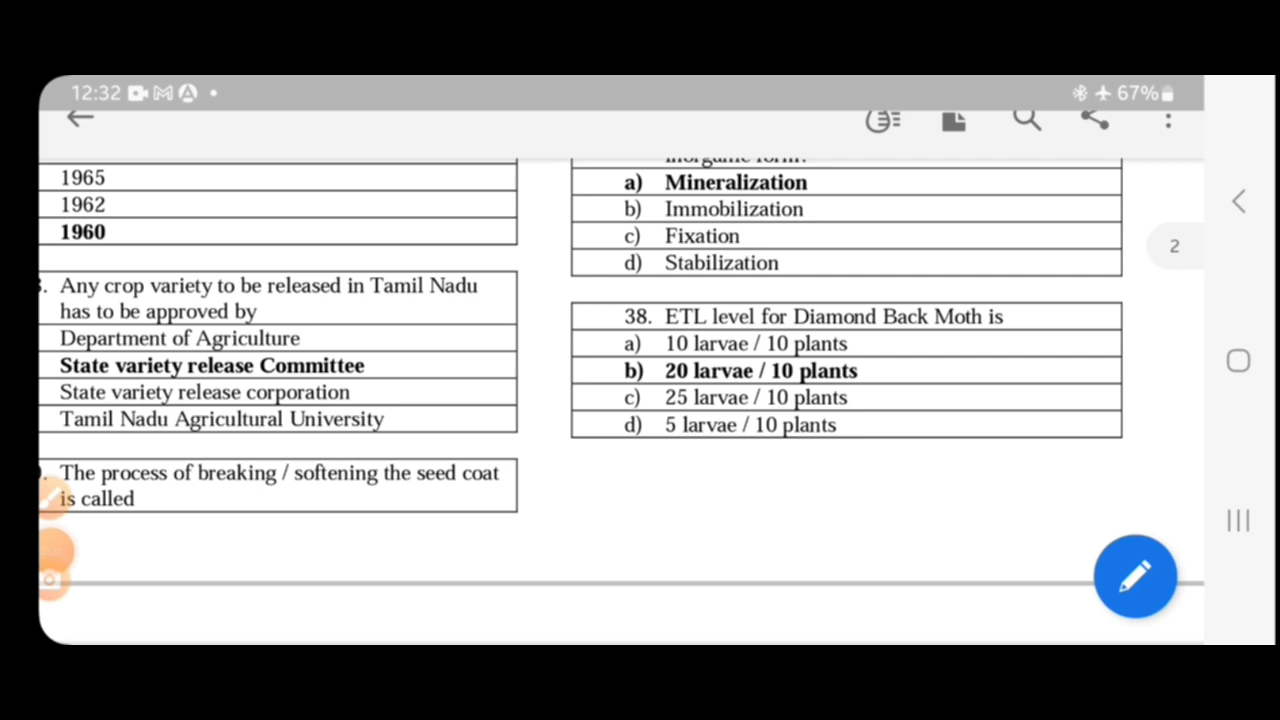 12:32
67%
1965
1962
1960
. Any crop variety to be released in Tamil Nadu
has to be approved by
Department of Agriculture
State variety release Committee
State variety release corporation
Tamil Nadu Agricultural University
. The process of breaking / softening the seed coat
is called
inorganic form?
a) Mineralization
b) Immobilization
c) Fixation
d) Stabilization
38. ETL level for Diamond Back Moth is
a) 10 larvae / 10 plants
b) 20 larvae / 10 plants
c) 25 larvae / 10 plants
d) 5 larvae / 10 plants
2